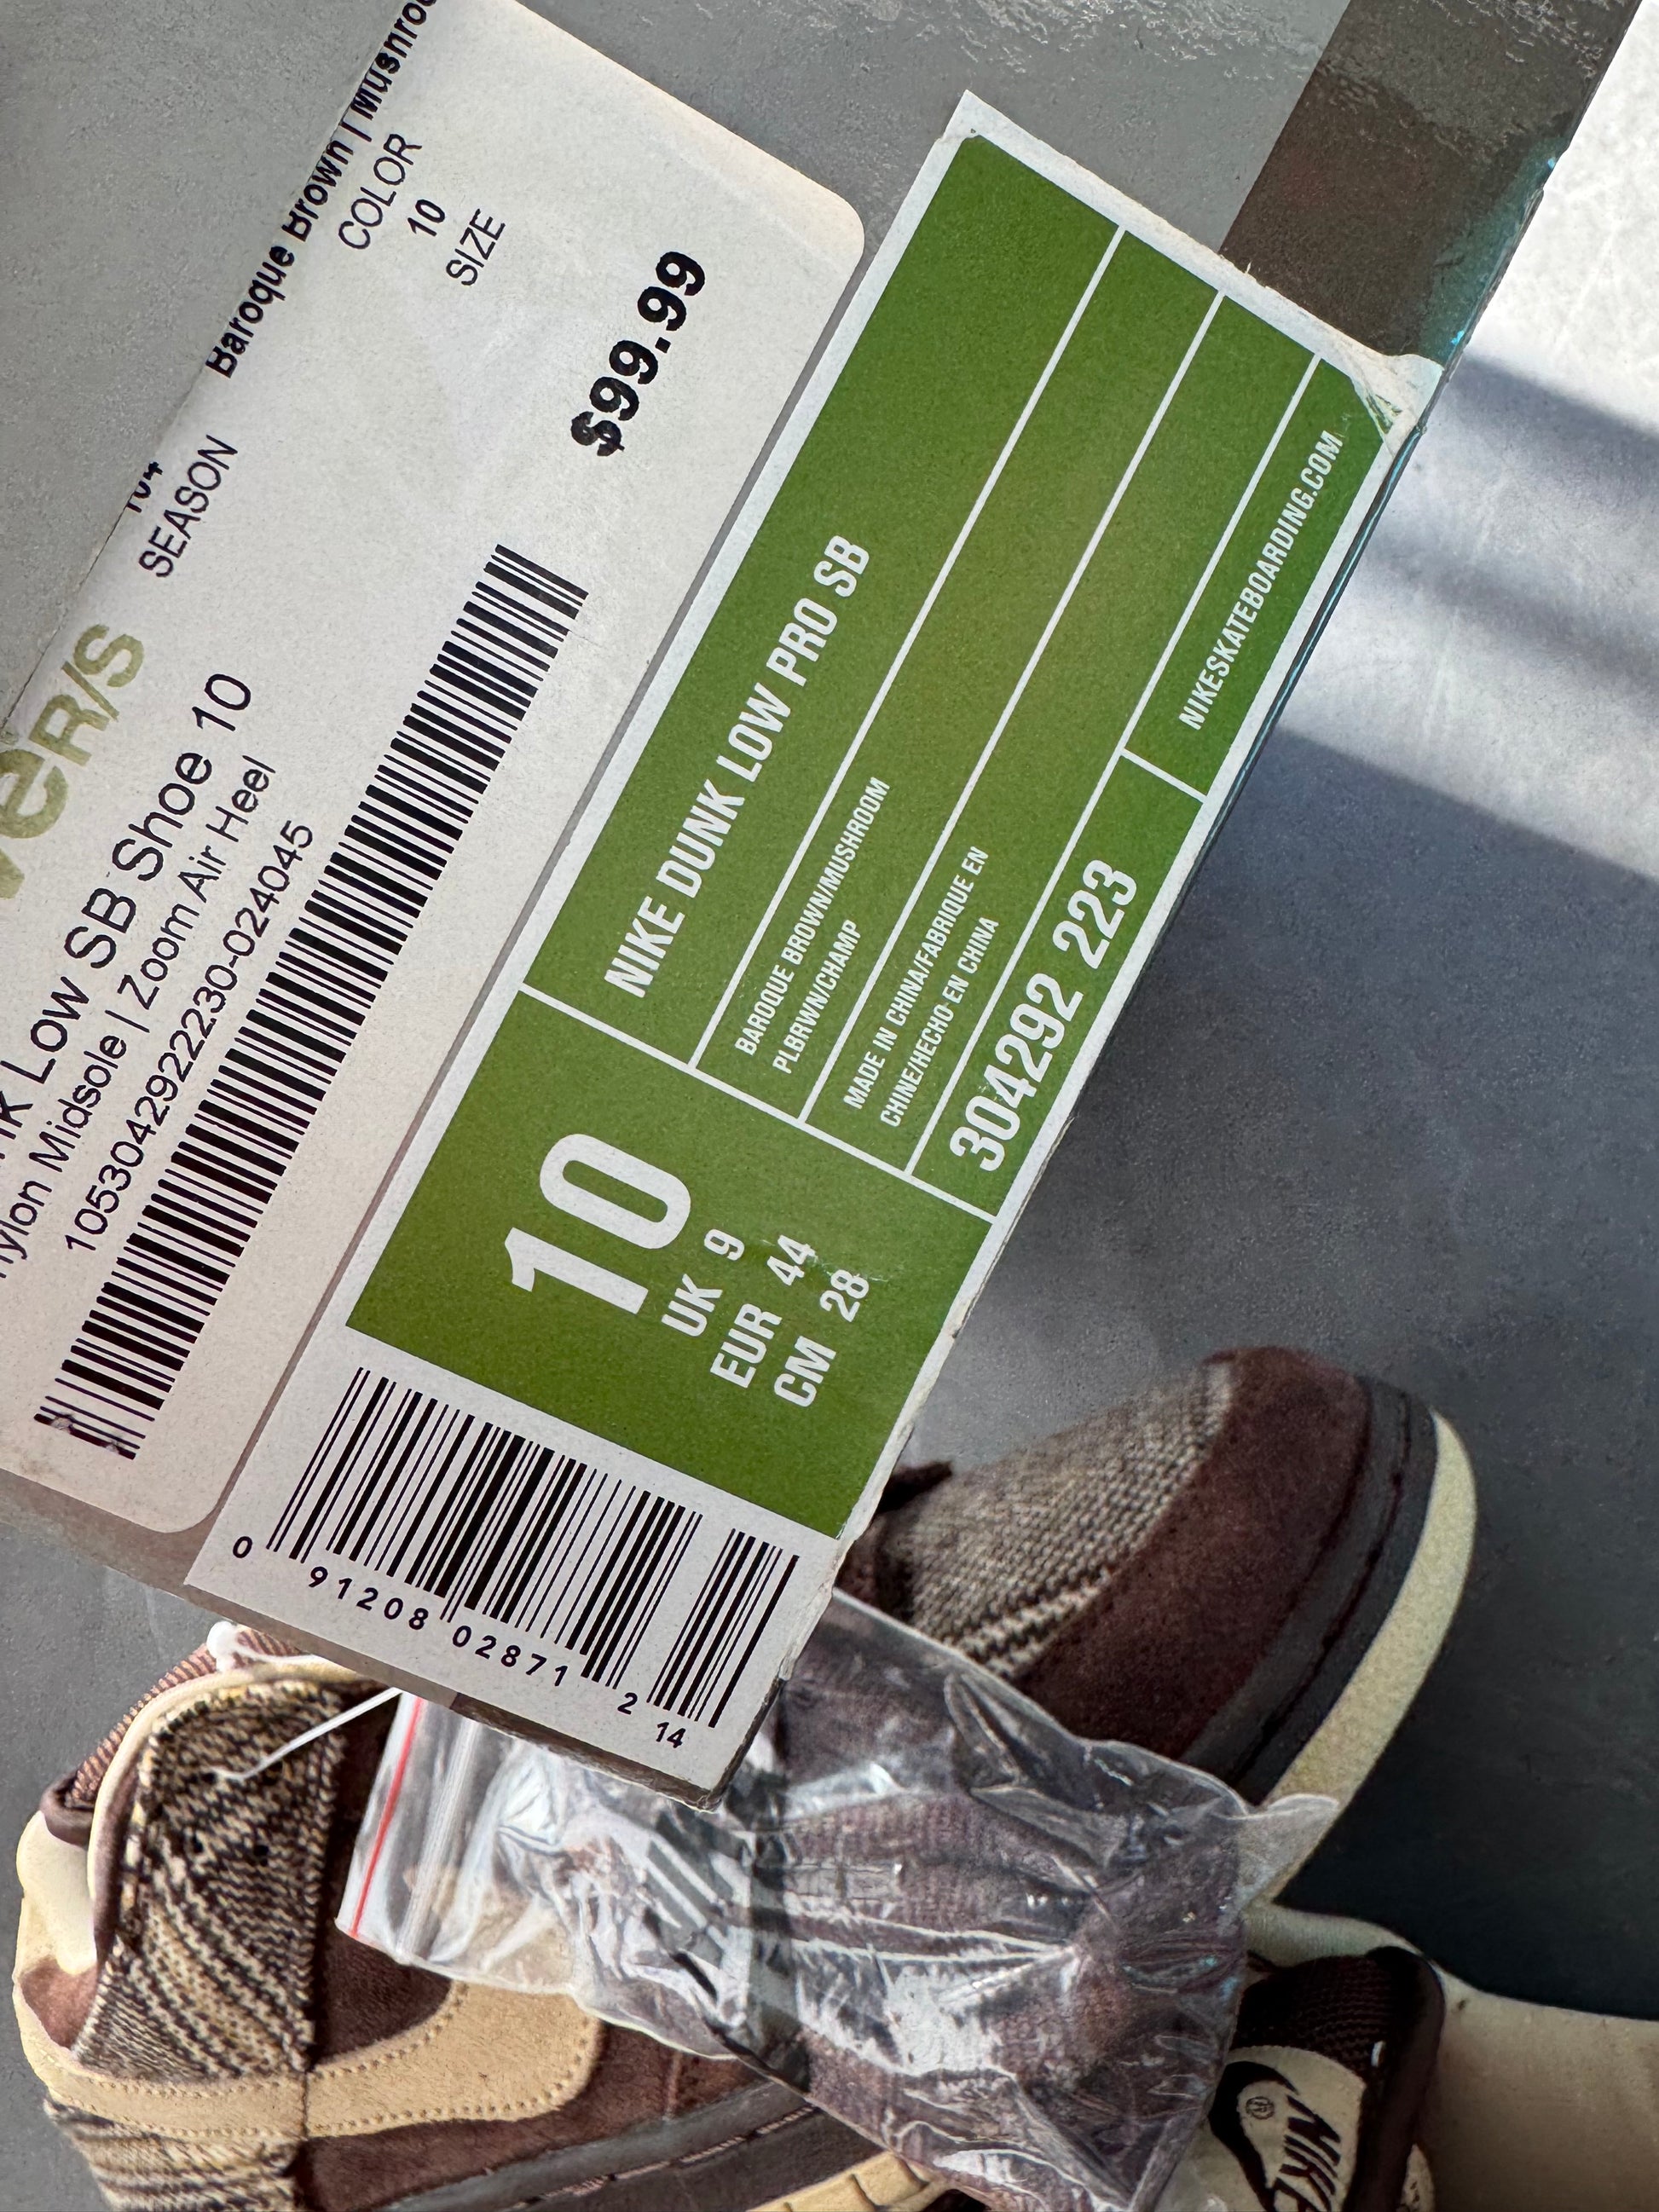 Baroque Brown | Mushroo
COLOR
10
SIZE
SEASON
$99.99
Low SB Shoe 10
Midsole | Zoom Air Heel
10530429222230-024045
NIKE DUNK LOW PRO SB
BAROQUE BROWN/MUSHROOM
PLBRWN/CHAMP
MADE IN CHINA/FABRIQUE EN
CHINE/HECHO EN CHINA
304292 223
NIKESKATEBOARDING.COM
10
UK 9
EUR 44
CM 28
0 91208 02871 2 14
NIKE